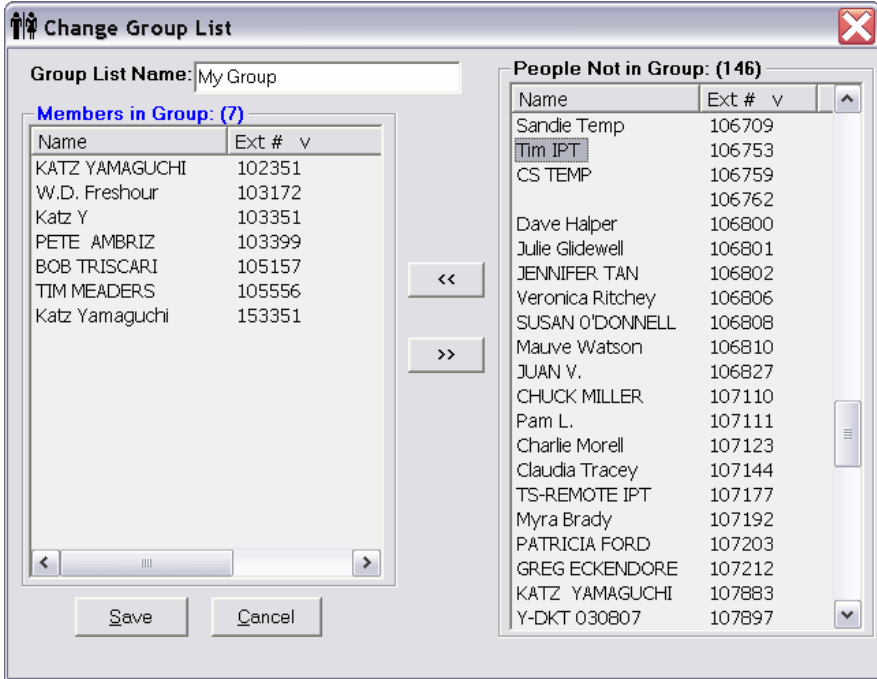 Change Group List
Group List Name: My Group
Members in Group: (7)
Name Ext # v
KATZ YAMAGUCHI 102351
W.D. Freshour 103172
Katz Y 103351
PETE AMBRIZ 103399
BOB TRISCARI 105157
TIM MEADERS 105556
Katz Yamaguchi 153351
<<
>>
Save Cancel
People Not in Group: (146)
Name Ext # v
Sandie Temp 106709
Tim IPT 106753
CS TEMP 106759
106762
Dave Halper 106800
Julie Glidewell 106801
JENNIFER TAN 106802
Veronica Ritchey 106806
SUSAN O'DONNELL 106808
Mauve Watson 106810
JUAN V. 106827
CHUCK MILLER 107110
Pam L. 107111
Charlie Morell 107123
Claudia Tracey 107144
TS-REMOTE IPT 107177
Myra Brady 107192
PATRICIA FORD 107203
GREG ECKENDORE 107212
KATZ YAMAGUCHI 107883
Y-DKT 030807 107897